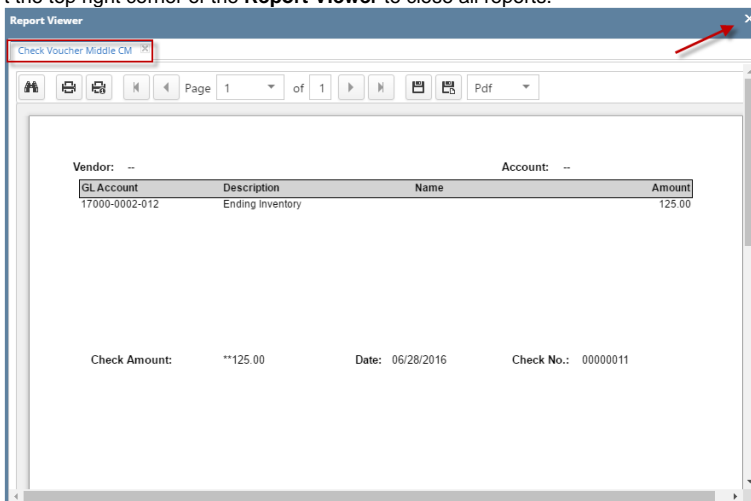 t the top right corner of the Report Viewer to close all reports.
Report Viewer
Check Voucher Middle CM
Page 1 of 1 Pdf
Vendor: -- Account: --
GL Account Description Name Amount
17000-0002-012 Ending Inventory 125.00
Check Amount: **125.00 Date: 06/28/2016 Check No.: 00000011